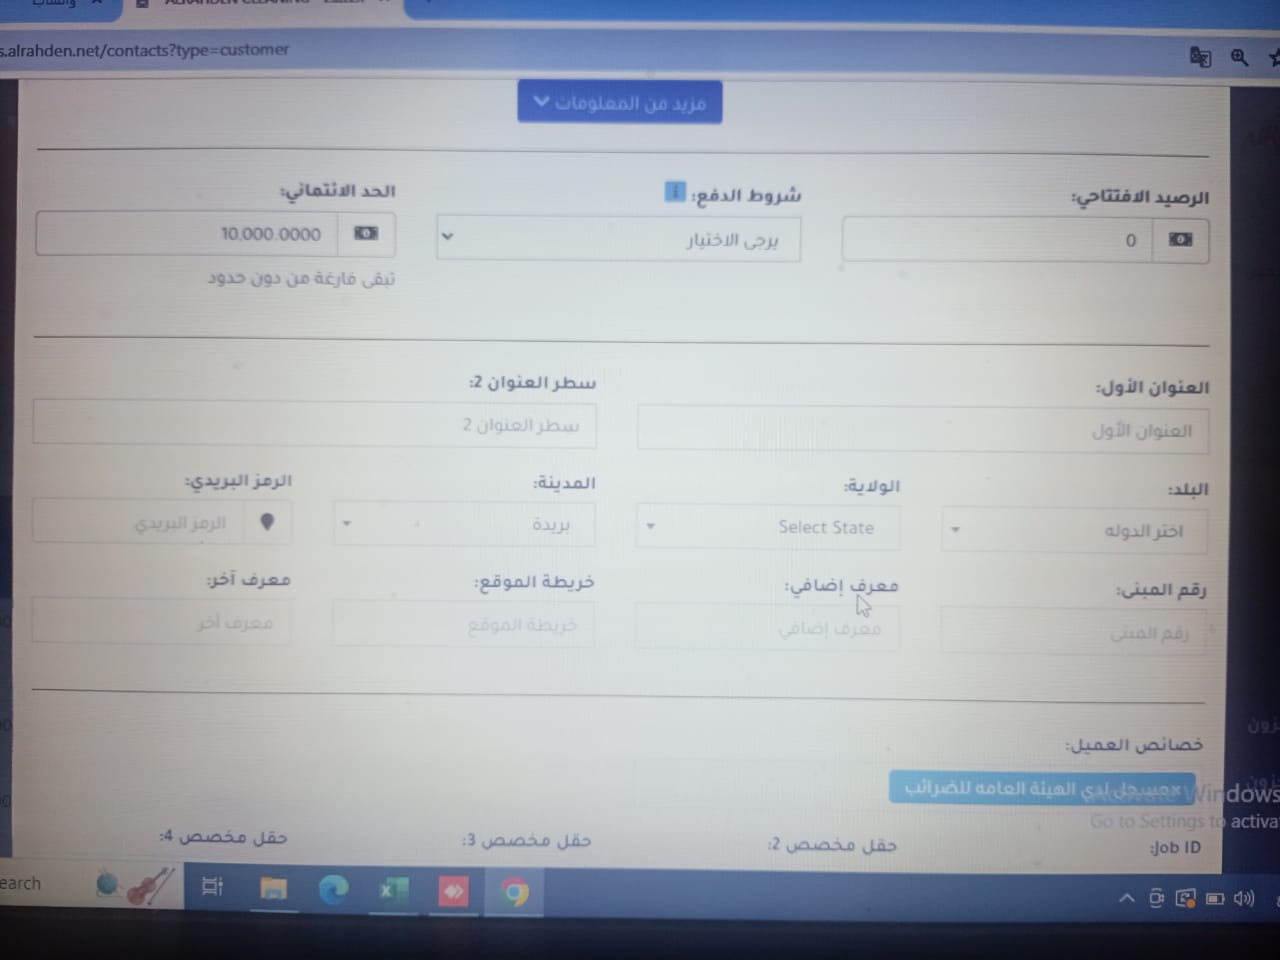 s.alrahden.net/contacts?type=customer
مزيد من المعلومات
الرصيد الافتتاحي:
0
شروط الدفع:
يرجى الاختيار
الحد الائتماني:
10,000.0000
تبقى فارغة من دون حدود
العنوان الأول:
العنوان الأول
سطر العنوان 2:
سطر العنوان 2
البلد:
اختر الدوله
الولاية:
Select State
المدينة:
بريدة
الرمز البريدي:
الرمز البريدي
رقم المبنى:
رقم المبنى
معرف إضافي:
معرف إضافي
خريطة الموقع:
خريطة الموقع
معرف آخر:
معرف آخر
خصائص العميل:
×مسجل لدي الهيئة العامه للضرائب
Activate Windows
Go to Settings to activa
Job ID:
حقل مخصص 2:
حقل مخصص 3:
حقل مخصص 4:
earch